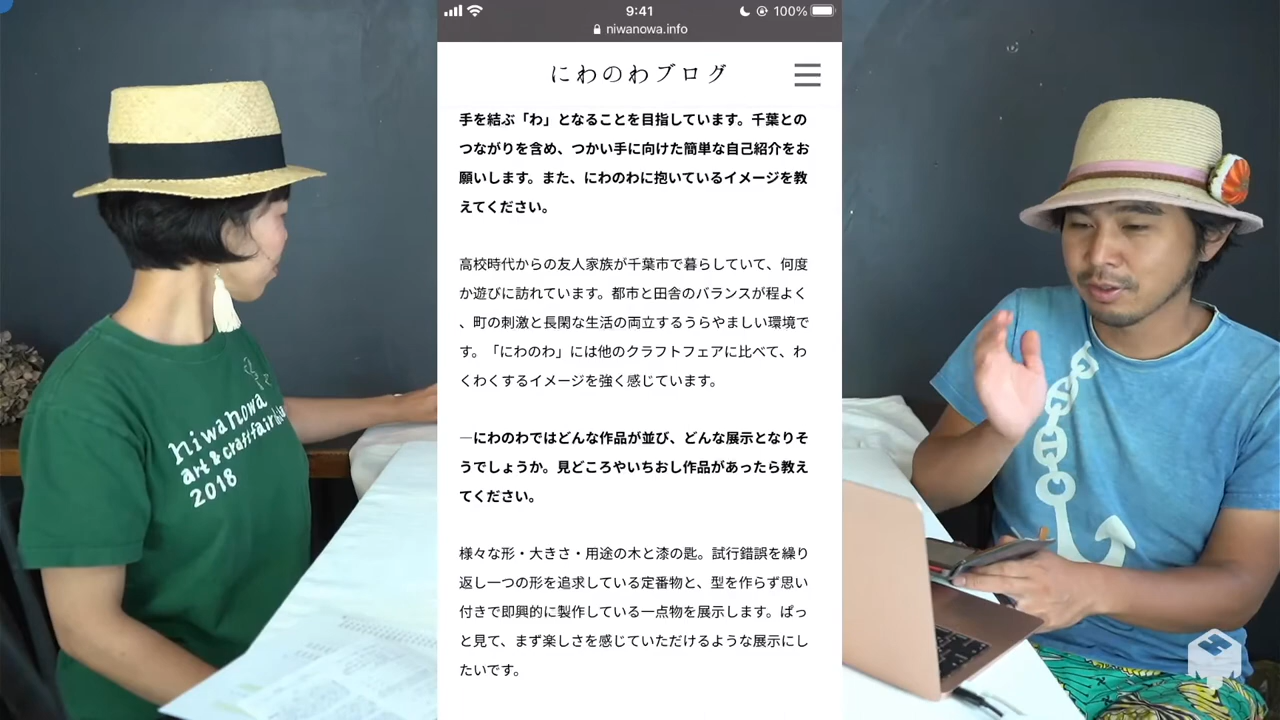 9:41
100%
niwanowa.info
にわのわブログ
手を結ぶ「わ」となることを目指しています。千葉との
つながりを含め、つかい手に向けた簡単な自己紹介をお
願いします。また、にわのわに抱いているイメージを教
えてください。
高校時代からの友人家族が千葉市で暮らしていて、何度
か遊びに訪れています。都市と田舎のバランスが程よく
、町の刺激と長閑な生活の両立するうらやましい環境で
す。「にわのわ」には他のクラフトフェアに比べて、わ
くわくするイメージを強く感じています。
―にわのわではどんな作品が並び、どんな展示となりそ
うでしょうか。見どころやいちおし作品があったら教え
てください。
様々な形・大きさ・用途の木と漆の匙。試行錯誤を繰り
返し一つの形を追求している定番物と、型を作らず思い
付きで即興的に製作している一点物を展示します。ぱっ
と見て、まず楽しさを感じていただけるような展示にし
たいです。
niwanowa
art & craft fair
2018